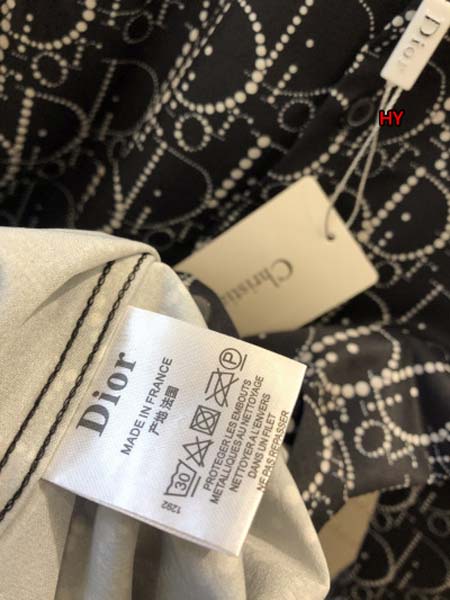 Dior
HY
Christi
Dior
MADE IN FRANCE
产地 法国
30
P
PROTEGER LES EMBOUTS
METALLIQUES AU NETTOYAGE
NETTOYER A L'ENVERS
DANS UN FILET
NE PAS REPASSER
1292